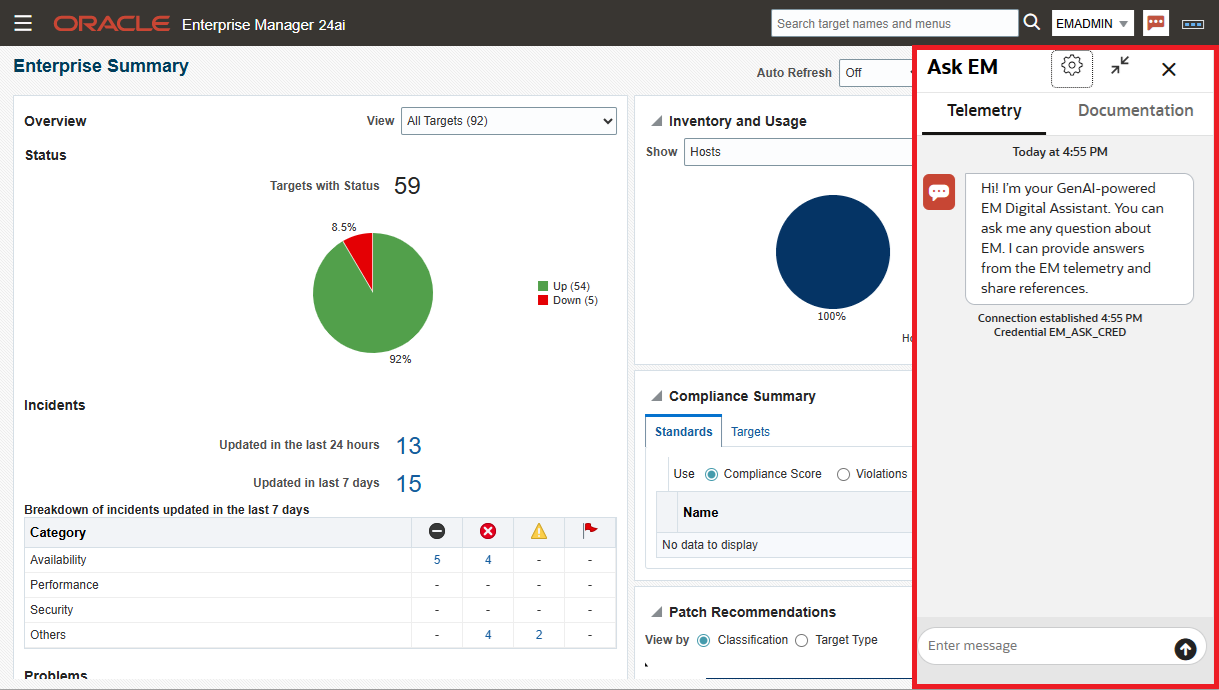 ORACLE Enterprise Manager 24ai
Search target names and menus
EMADMIN
Enterprise Summary
Auto Refresh Off
Overview
View All Targets (92)
Status
Targets with Status 59
8.5%
92%
Up (54)
Down (5)
Incidents
Updated in the last 24 hours 13
Updated in last 7 days 15
Breakdown of incidents updated in the last 7 days
Category
Availability 5 4 - -
Performance - - - -
Security - - - -
Others - 4 2 -
Problems
Inventory and Usage
Show Hosts
100%
Compliance Summary
Standards Targets
Use Compliance Score Violations
Name
No data to display
Patch Recommendations
View by Classification Target Type
Ask EM
Telemetry Documentation
Today at 4:55 PM
Hi! I'm your GenAI-powered
EM Digital Assistant. You can
ask me any question about
EM. I can provide answers
from the EM telemetry and
share references.
Connection established 4:55 PM
Credential EM_ASK_CRED
Enter message